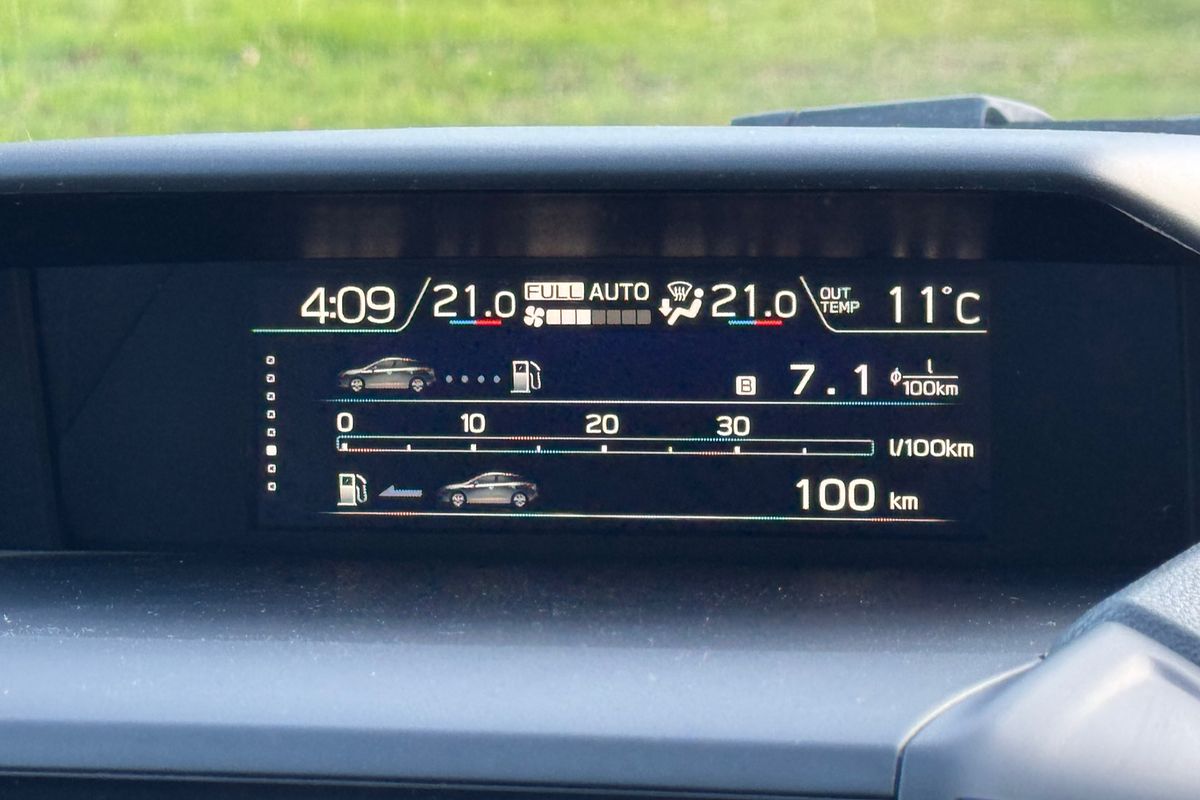 4:09 21.0 FULL AUTO 21.0 OUT TEMP 11°C
B 7.1 ϕ l/100km
0 10 20 30
l/100km
100 km